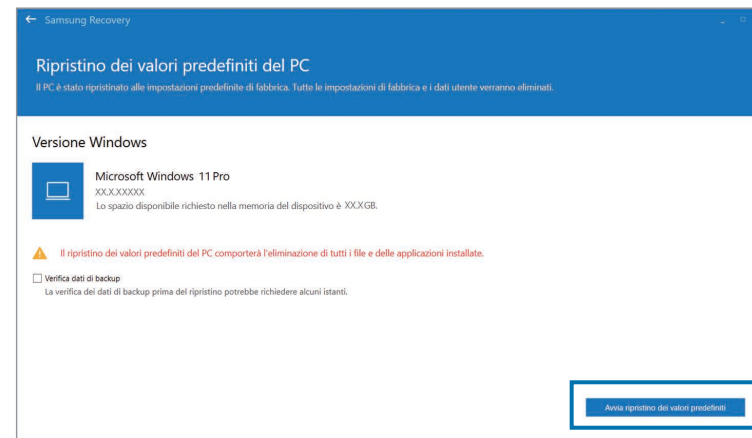 Samsung Recovery
Ripristino dei valori predefiniti del PC
Il PC è stato ripristinato alle impostazioni predefinite di fabbrica. Tutte le impostazioni di fabbrica e i dati utente verranno eliminati.
Versione Windows
Microsoft Windows 11 Pro
XX.X.XXXXX
Lo spazio disponibile richiesto nella memoria del dispositivo è XX.XGB.
Il ripristino dei valori predefiniti del PC comporterà l'eliminazione di tutti i file e delle applicazioni installate.
Verifica dati di backup
La verifica dei dati di backup prima del ripristino potrebbe richiedere alcuni istanti.
Avvia ripristino dei valori predefiniti